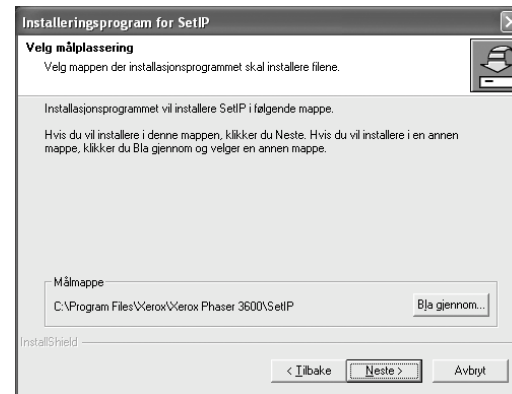 Installeringsprogram for SetIP
Velg målplassering
Velg mappen der installasjonsprogrammet skal installere filene.
Installasjonsprogrammet vil installere SetIP i følgende mappe.
Hvis du vil installere i denne mappen, klikker du Neste. Hvis du vil installere i en annen
mappe, klikker du Bla gjennom og velger en annen mappe.
Målmappe
C:\Program Files\Xerox\Xerox Phaser 3600\SetIP
Bla gjennom...
InstallShield
< Tilbake
Neste >
Avbryt